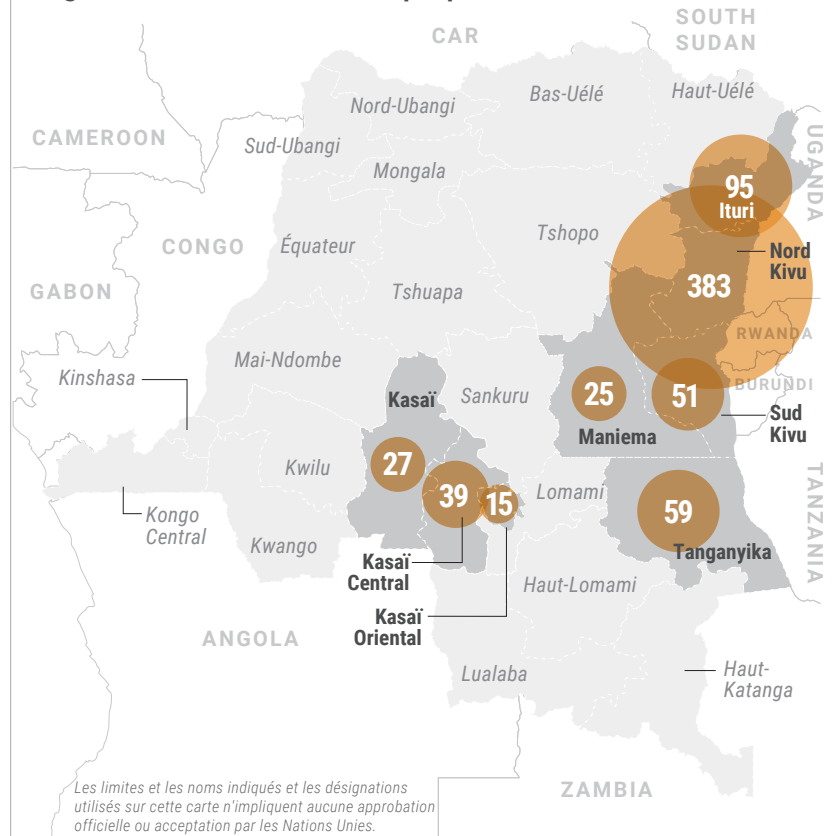 CAR
SOUTH
SUDAN
Bas-Uélé
Haut-Uélé
Nord-Ubangi
CAMEROON
Sud-Ubangi
UGANDA
Mongala
95
Ituri
CONGO
Équateur
Tshopo
Nord
Kivu
GABON
Tshuapa
383
RWANDA
Mai-Ndombe
Kinshasa
BURUNDI
Kasaï
Sankuru
25
51
Maniema
Sud
Kivu
27
Kwilu
39
15
Lomami
TANZANIA
59
Kongo
Central
Kwango
Tanganyika
Kasaï
Central
Haut-Lomami
Kasaï
Oriental
ANGOLA
Lualaba
Haut-
Katanga
ZAMBIA
Les limites et les noms indiqués et les désignations
utilisés sur cette carte n'impliquent aucune approbation
officielle ou acceptation par les Nations Unies.